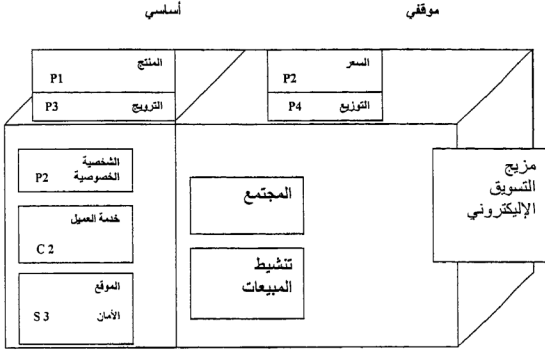 موقفي
أساسي
السعر
P2
التوزيع
P4
المنتج
P1
الترويج
P3
الشخصية
الخصوصية P2
خدمة العميل
C 2
الموقع
الأمان
S 3
المجتمع
تنشيط
المبيعات
مزيج
التسويق
الإليكتروني